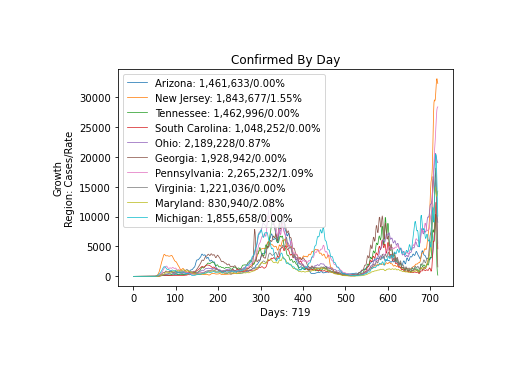 Confirmed By Day
Growth
Region: Cases/Rate
30000
25000
20000
15000
10000
5000
0
Arizona: 1,461,633/0.00%
New Jersey: 1,843,677/1.55%
Tennessee: 1,462,996/0.00%
South Carolina: 1,048,252/0.00%
Ohio: 2,189,228/0.87%
Georgia: 1,928,942/0.00%
Pennsylvania: 2,265,232/1.09%
Virginia: 1,221,036/0.00%
Maryland: 830,940/2.08%
Michigan: 1,855,658/0.00%
0 100 200 300 400 500 600 700
Days: 719